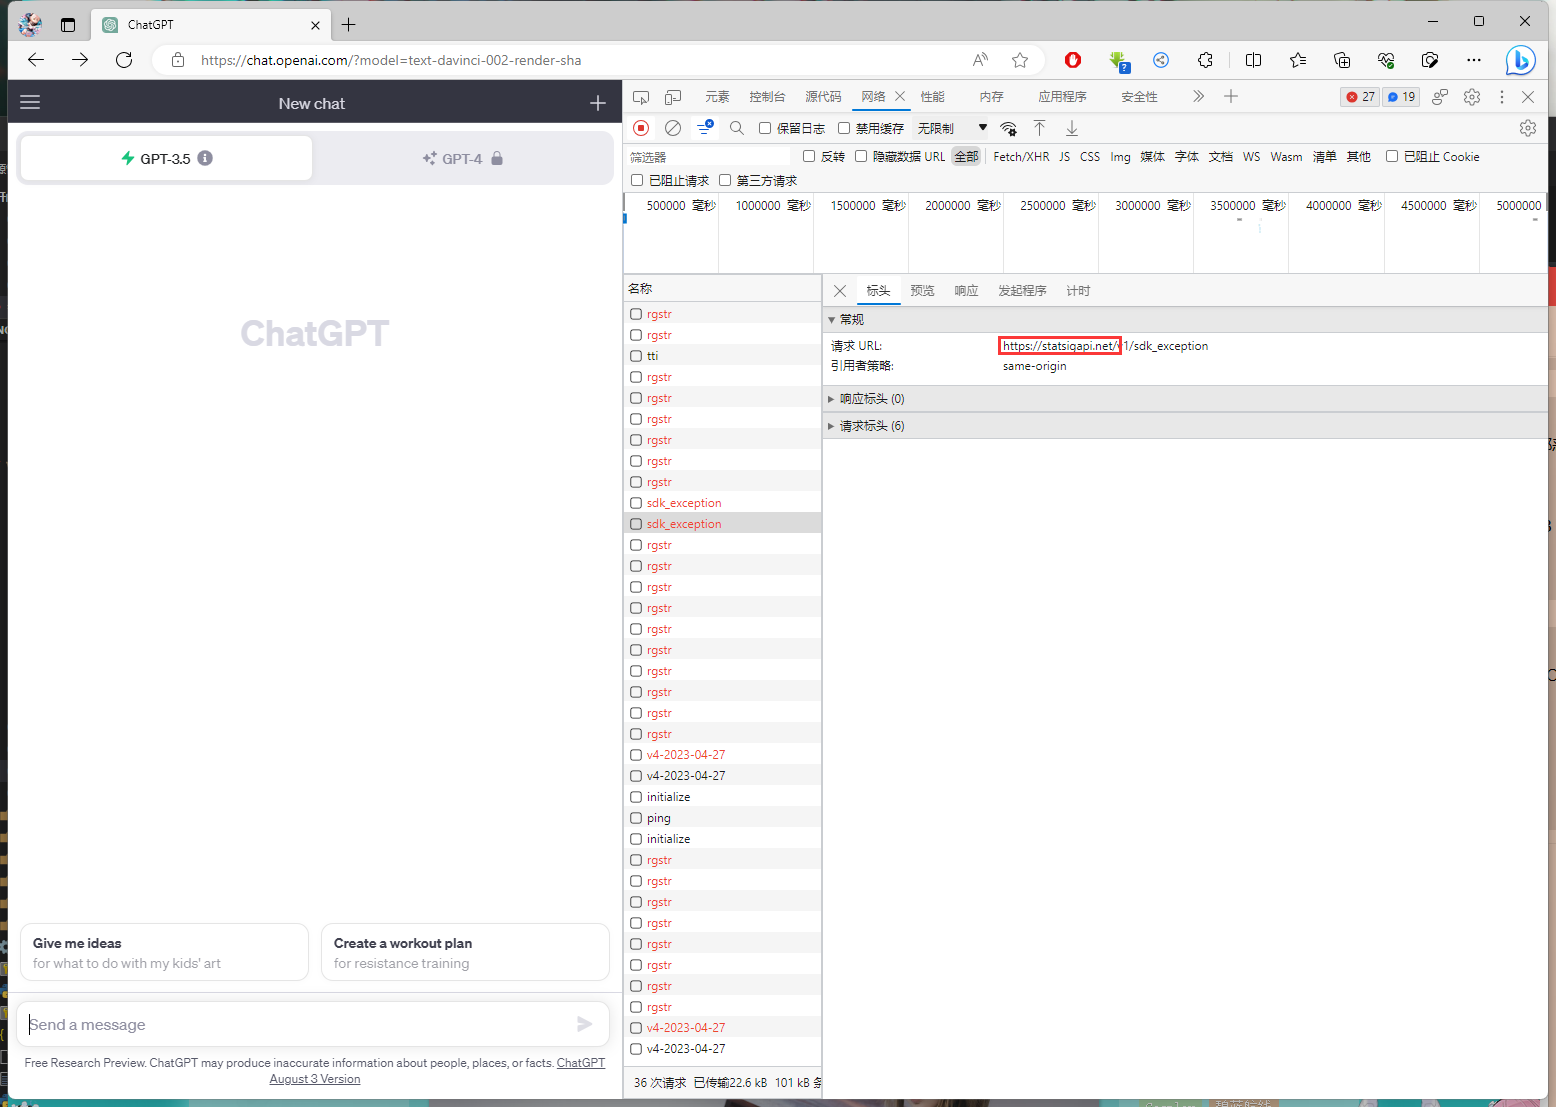 ChatGPT
https://chat.openai.com/?model=text-davinci-002-render-sha
New chat
GPT-3.5
GPT-4
ChatGPT
Give me ideas
for what to do with my kids' art
Create a workout plan
for resistance training
Send a message
Free Research Preview. ChatGPT may produce inaccurate information about people, places, or facts. ChatGPT
August 3 Version
元素 控制台 源代码 网络 性能 内存 应用程序 安全性 27 19
保留日志 禁用缓存 无限制
筛选器 反转 隐藏数据 URL 全部 Fetch/XHR JS CSS Img 媒体 字体 文档 WS Wasm 清单 其他 已阻止 Cookie
已阻止请求 第三方请求
500000 毫秒 1000000 毫秒 1500000 毫秒 2000000 毫秒 2500000 毫秒 3000000 毫秒 3500000 毫秒 4000000 毫秒 4500000 毫秒 5000000
名称
rgstr
rgstr
tti
rgstr
rgstr
rgstr
rgstr
rgstr
rgstr
sdk_exception
sdk_exception
rgstr
rgstr
rgstr
rgstr
rgstr
rgstr
rgstr
rgstr
rgstr
rgstr
v4-2023-04-27
v4-2023-04-27
initialize
ping
initialize
rgstr
rgstr
rgstr
rgstr
rgstr
rgstr
rgstr
rgstr
v4-2023-04-27
v4-2023-04-27
36 次请求 已传输22.6 kB 101 kB
标头 预览 响应 发起程序 计时
常规
请求 URL: https://statsigapi.net/v1/sdk_exception
引用者策略: same-origin
响应标头 (0)
请求标头 (6)